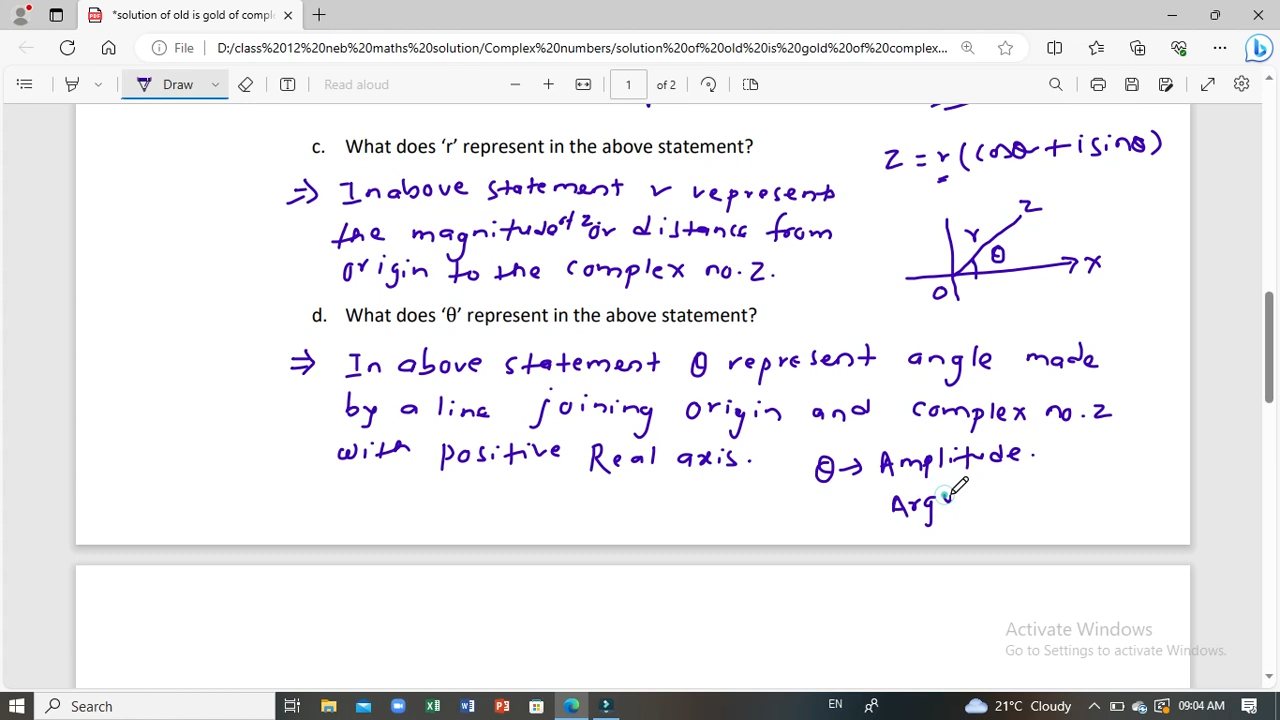 *solution of old is gold of comple
File D:/class%2012%20neb%20maths%20solution/Complex%20numbers/solution%20of%20old%20is%20gold%20of%20complex...
Draw Read aloud 1 of 2
c. What does 'r' represent in the above statement?
z = r (cosθ + i sinθ)
⇒ In above statement r represent
the magnitude of z or distance from
origin to the complex no. z.
z
r
θ
x
O
d. What does 'θ' represent in the above statement?
⇒ In above statement θ represent angle made
by a line joining origin and complex no. z
with positive Real axis. θ → Amplitude.
Argu
Activate Windows
Go to Settings to activate Windows.
Search EN 21°C Cloudy 09:04 AM